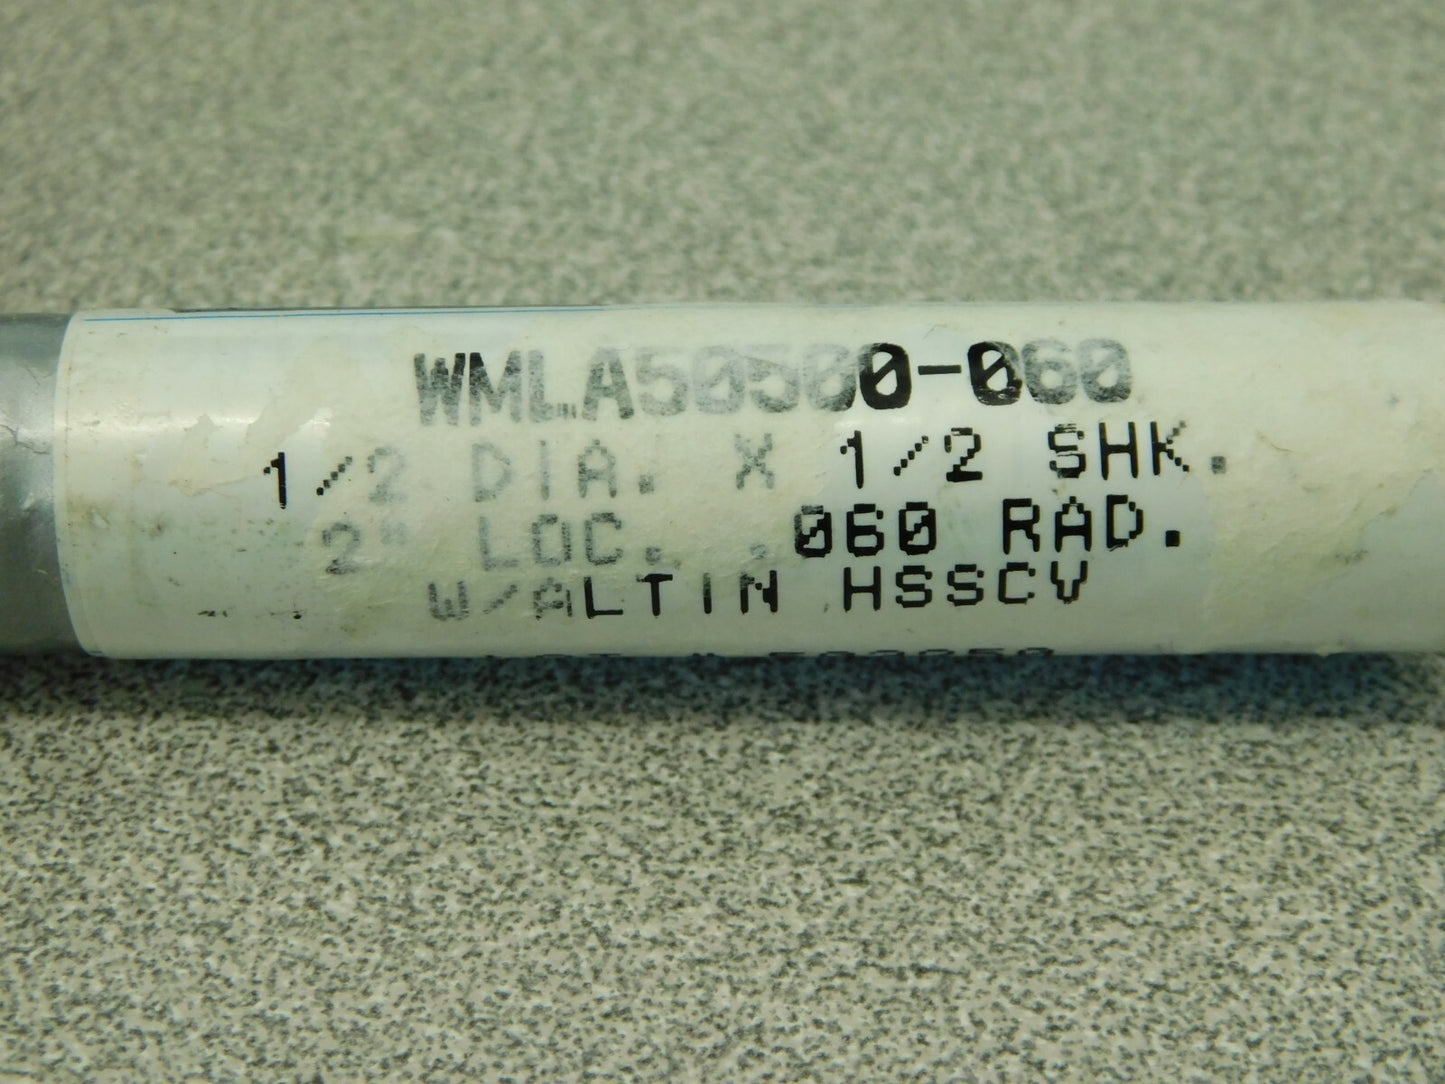 WMLA50500-060
1/2 DIA. X 1/2 SHK.
2" LOC. .060 RAD.
W/ALTIN HSSCV